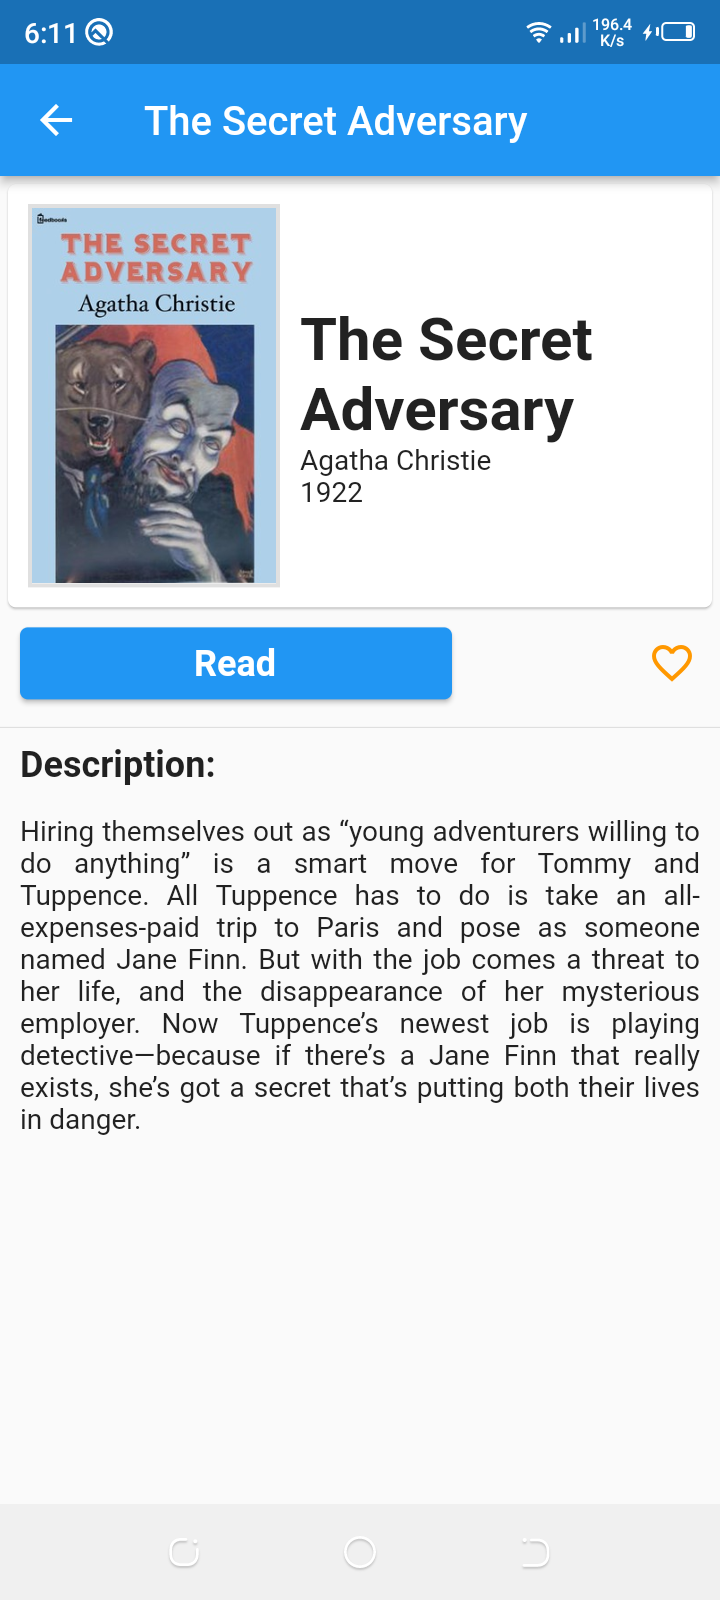 6:11
196.4
K/s
The Secret Adversary
feedbooks
THE SECRET
ADVERSARY
Agatha Christie
The Secret
Adversary
Agatha Christie
1922
Read
Description:
Hiring themselves out as “young adventurers willing to
do anything” is a smart move for Tommy and
Tuppence. All Tuppence has to do is take an all-
expenses-paid trip to Paris and pose as someone
named Jane Finn. But with the job comes a threat to
her life, and the disappearance of her mysterious
employer. Now Tuppence’s newest job is playing
detective—because if there’s a Jane Finn that really
exists, she’s got a secret that’s putting both their lives
in danger.